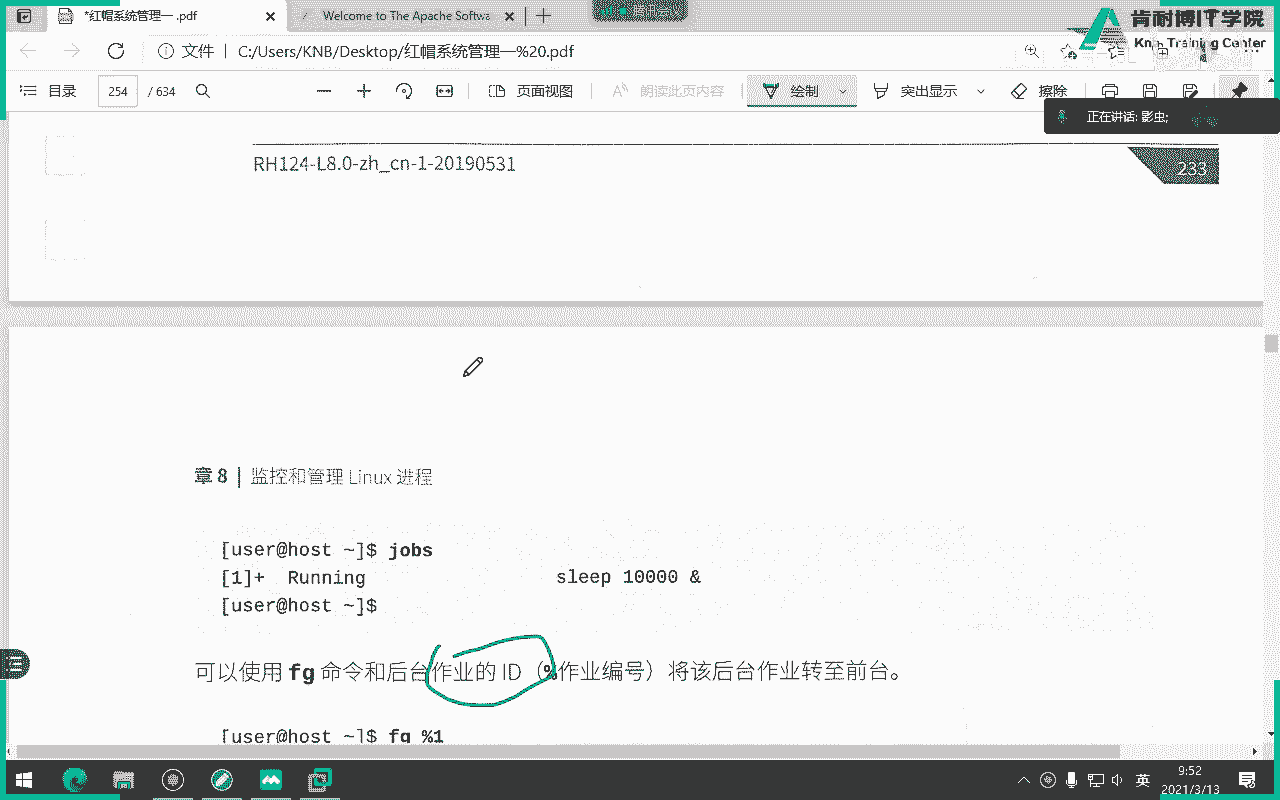 *红帽系统管理一 .pdf
Welcome to The Apache Softwa
肯耐博IT学院
Training Center
文件 | C:/Users/KNB/Desktop/红帽系统管理一%20.pdf
目录 254 / 634 页面视图 朗读此页内容 绘制 突出显示 擦除
正在讲话: 影虫;
RH124-L8.0-zh_cn-1-20190531
233
章 8 | 监控和管理 Linux 进程
[user@host ~]$ jobs
[1]+ Running sleep 10000 &
[user@host ~]$
可以使用 fg 命令和后台作业的 ID（%作业编号）将该后台作业转至前台。
[user@host ~]$ fg %1
英
9:52
2021/3/13